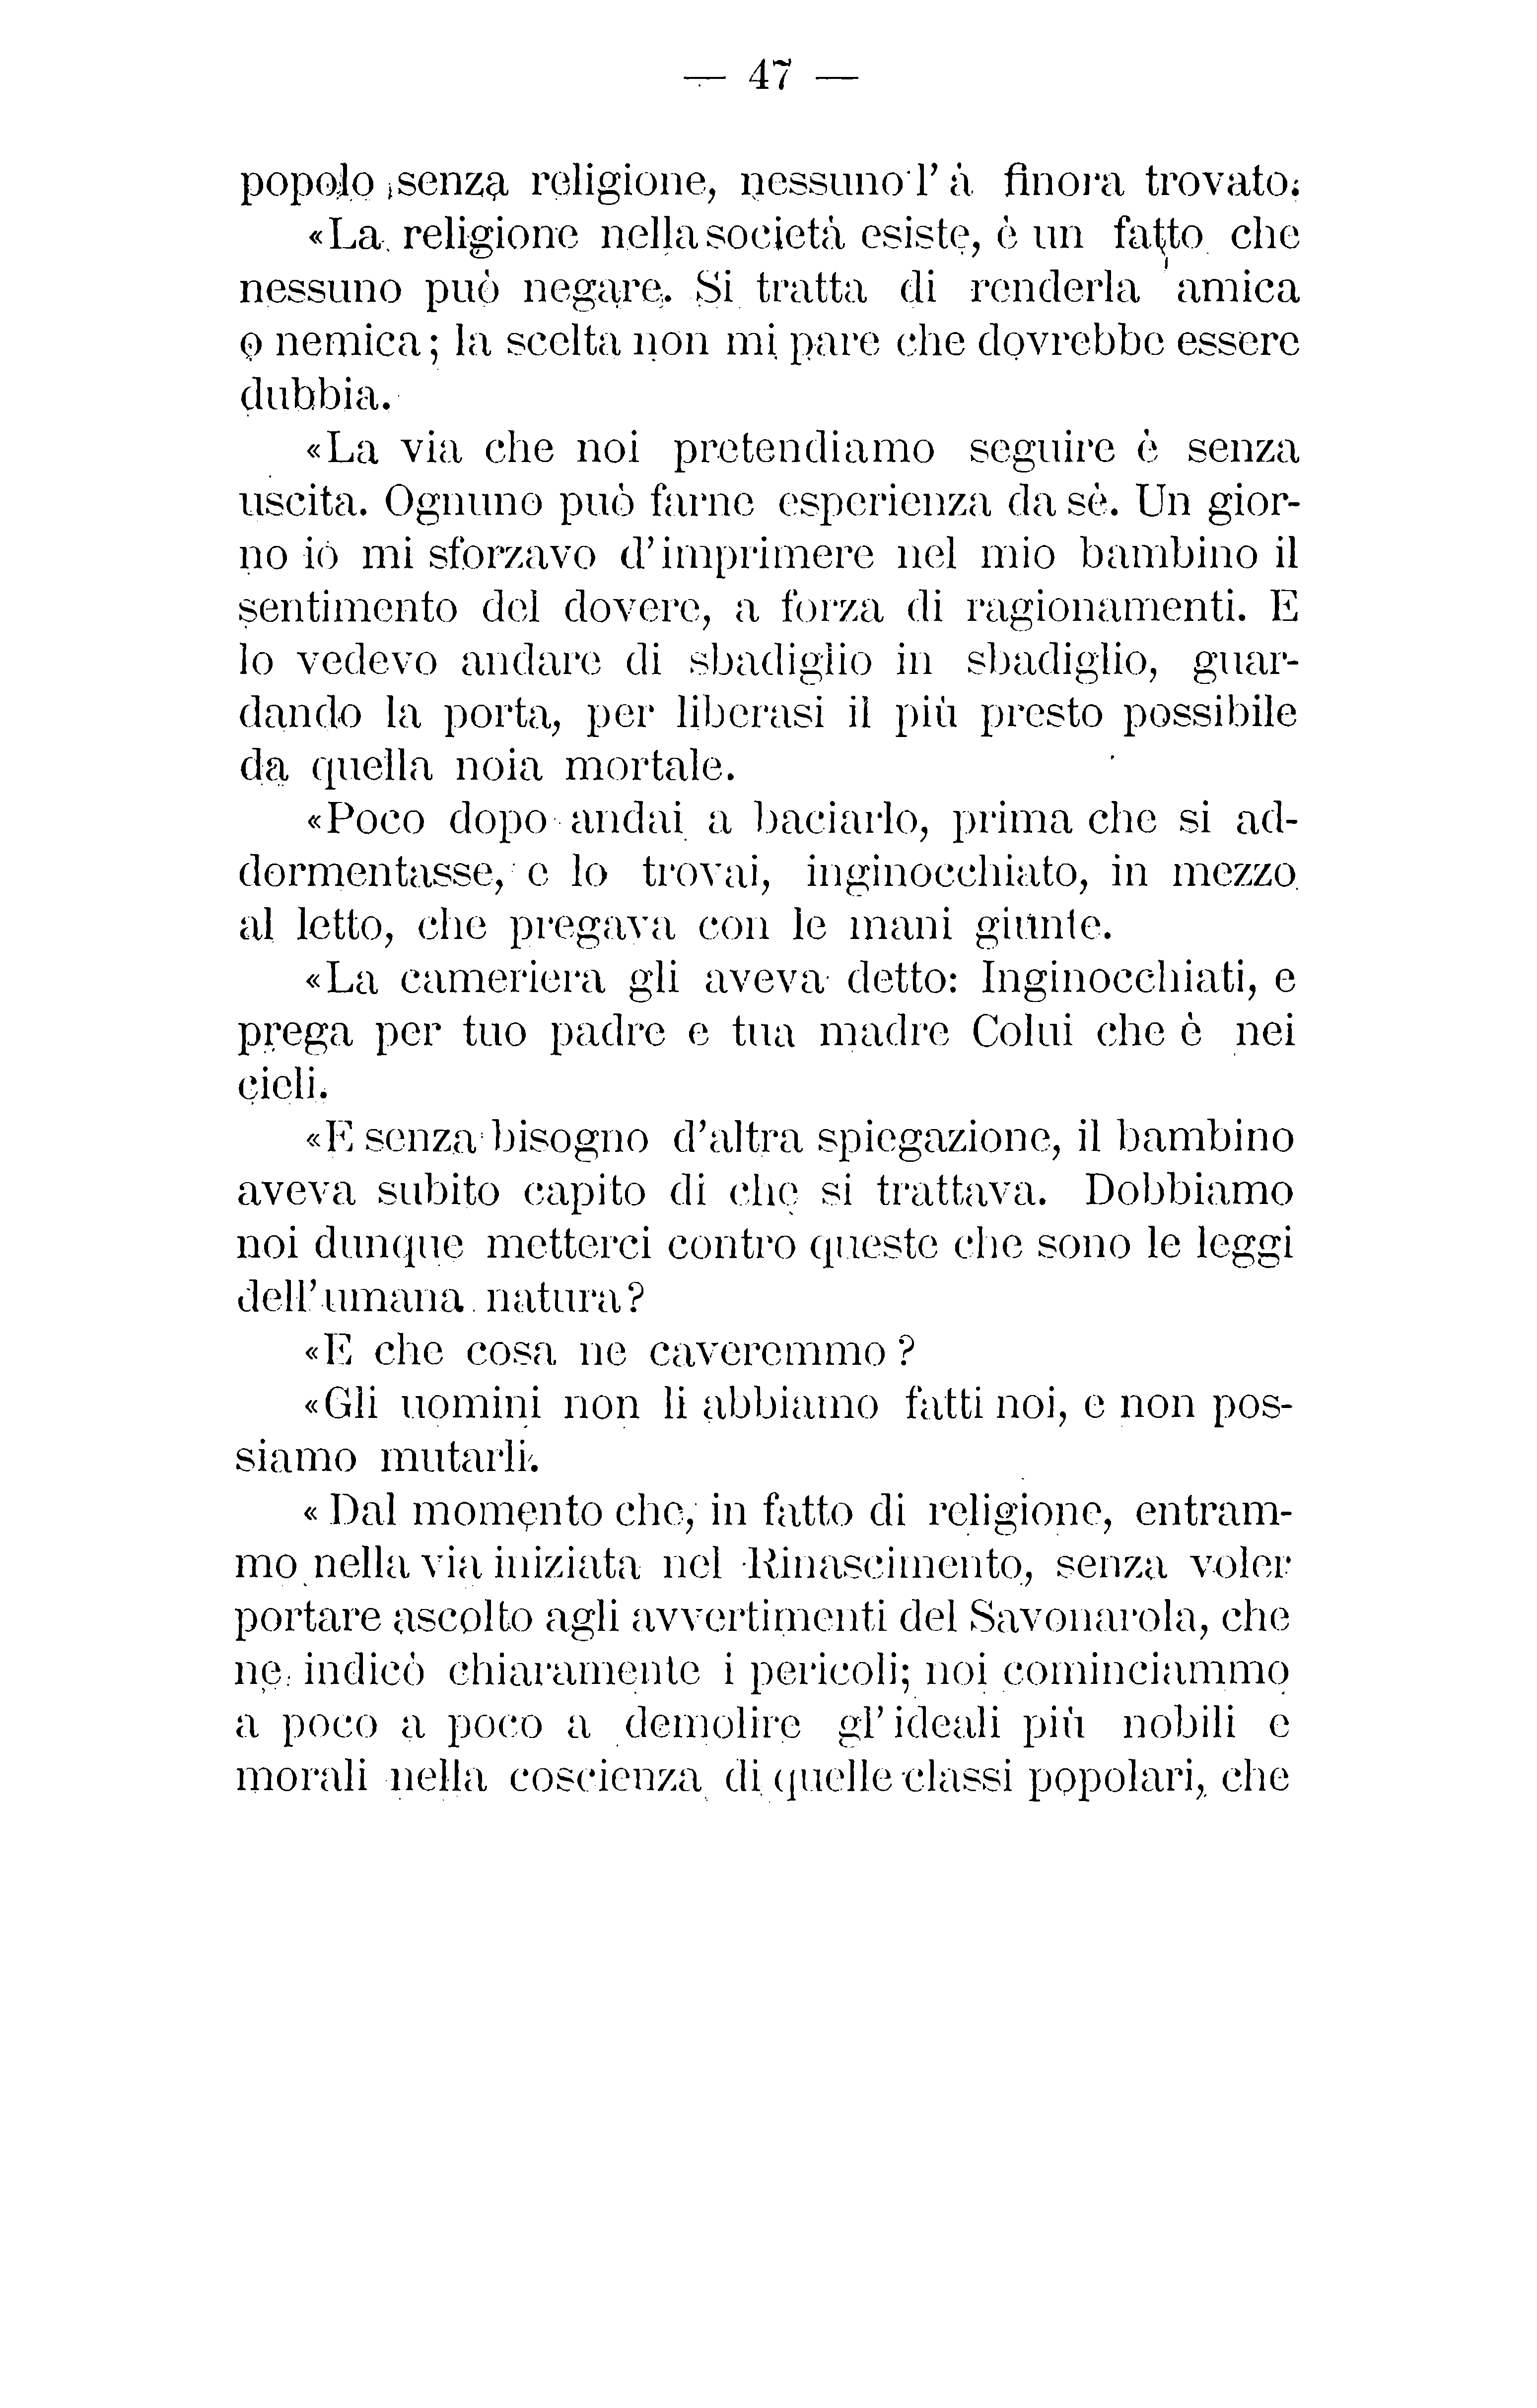 — 47 —
popolo senza religione, nessuno l' à finora trovato.
«La religione nella società esiste, è un fatto che
nessuno può negare. Si tratta di renderla amica
o nemica; la scelta non mi pare che dovrebbe essere
dubbia.
«La via che noi pretendiamo seguire è senza
uscita. Ognuno può farne esperienza da sè. Un gior-
no io mi sforzavo d'imprimere nel mio bambino il
sentimento del dovere, a forza di ragionamenti. E
lo vedevo andare di sbadiglio in sbadiglio, guar-
dando la porta, per liberasi il più presto possibile
da quella noia mortale.
«Poco dopo andai a baciarlo, prima che si ad-
dormentasse, e lo trovai, inginocchiato, in mezzo
al letto, che pregava con le mani giunte.
«La cameriera gli aveva detto: Inginocchiati, e
prega per tuo padre e tua madre Colui che è nei
cieli.
«E senza bisogno d'altra spiegazione, il bambino
aveva subito capito di che si trattava. Dobbiamo
noi dunque metterci contro queste che sono le leggi
dell'umana natura?
«E che cosa ne caveremmo?
«Gli uomini non li abbiamo fatti noi, e non pos-
siamo mutarli.
«Dal momento che, in fatto di religione, entram-
mo nella via iniziata nel Rinascimento, senza voler
portare ascolto agli avvertimenti del Savonarola, che
ne indicò chiaramente i pericoli; noi cominciammo
a poco a poco a demolire gl'ideali più nobili e
morali nella coscienza di quelle classi popolari, che